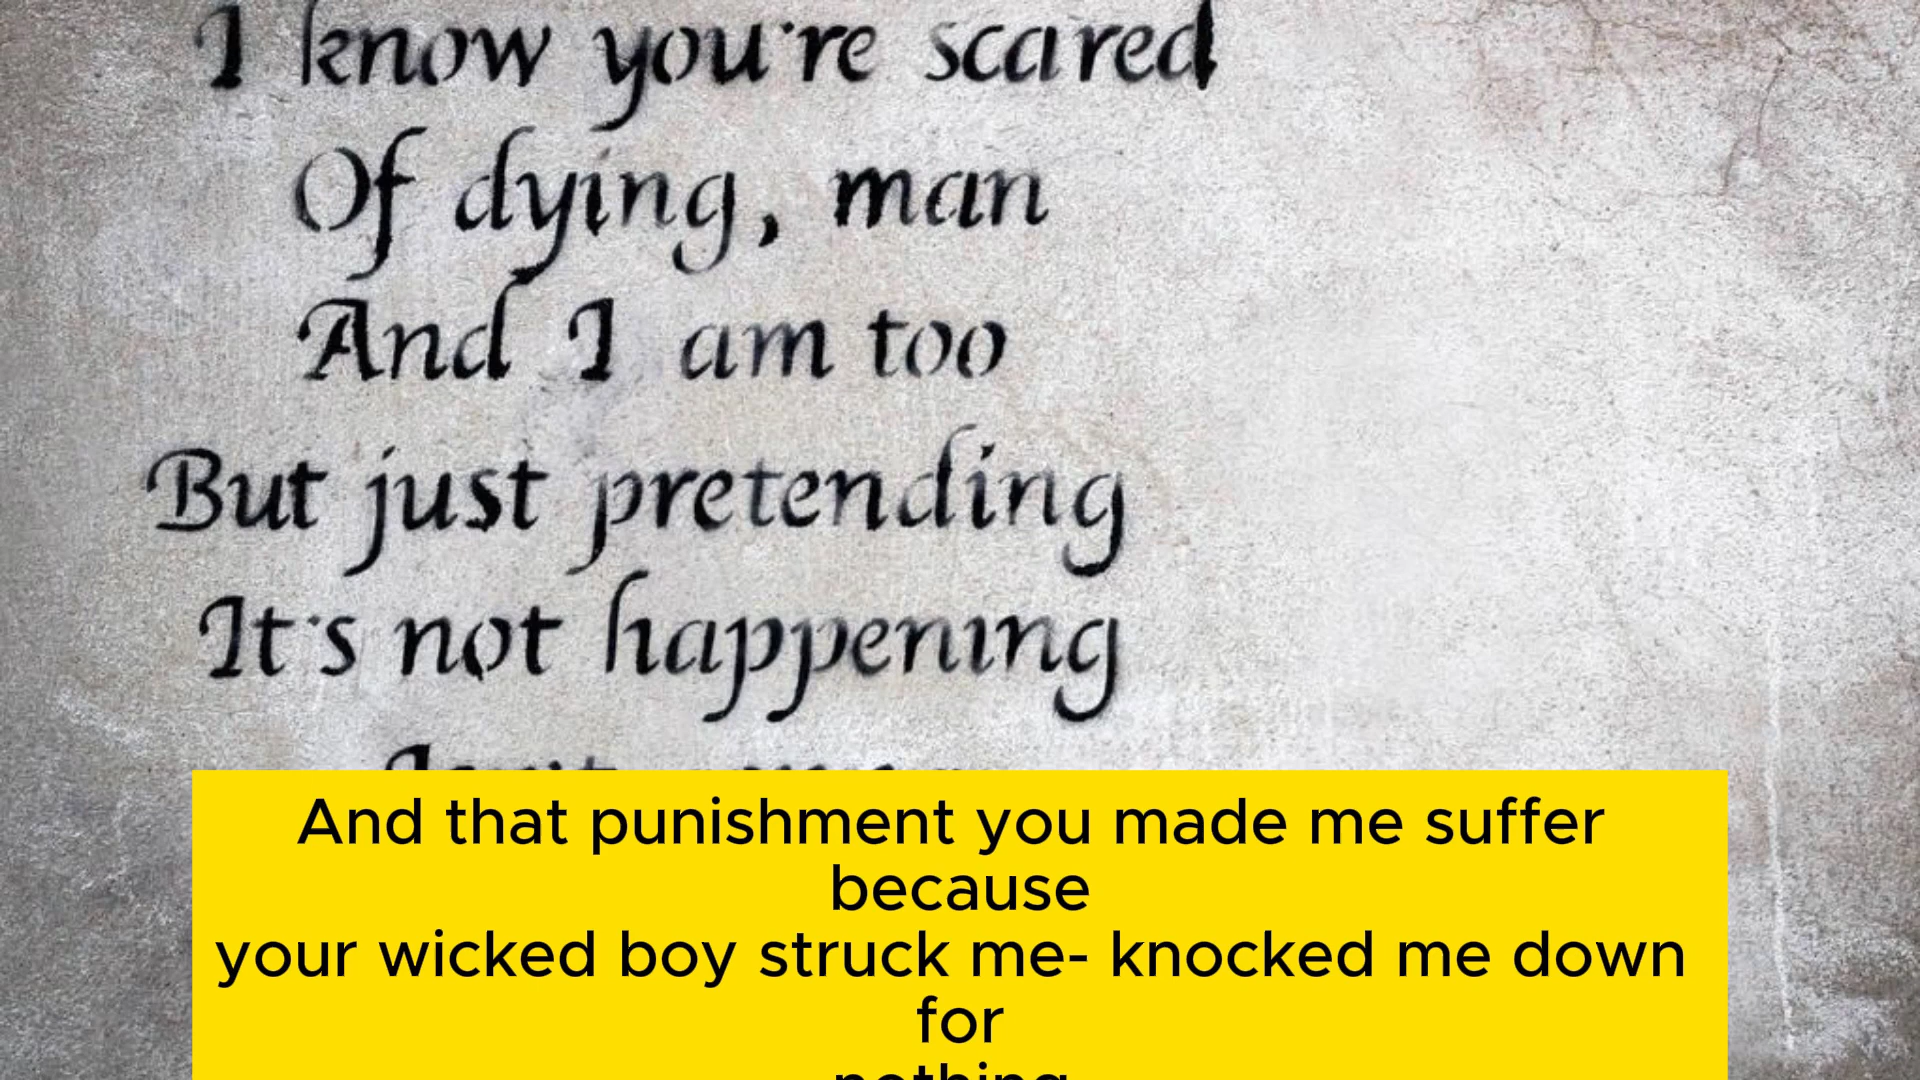 I know you're scared
Of dying, man
And I am too
But just pretending
It's not happening
And that punishment you made me suffer
because
your wicked boy struck me- knocked me down
for
nothing